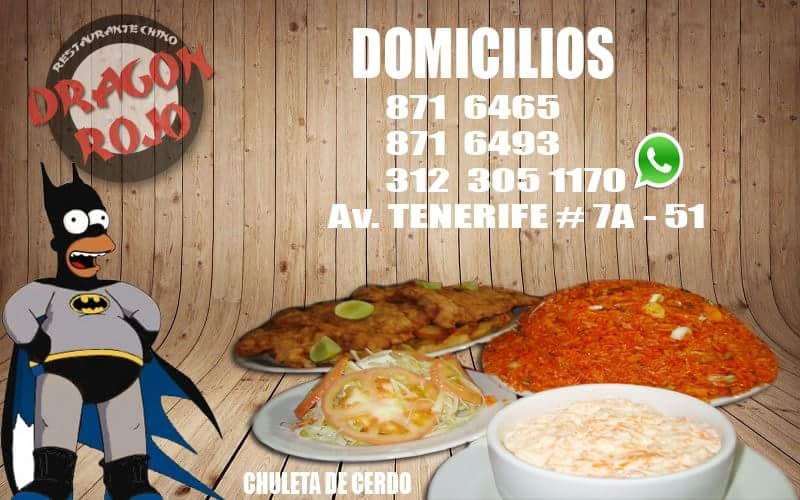 RESTAURANTE CHINO
DRAGON
ROJO
DOMICILIOS
871 6465
871 6493
312 305 1170
Av. TENERIFE # 7A - 51
CHULETA DE CERDO